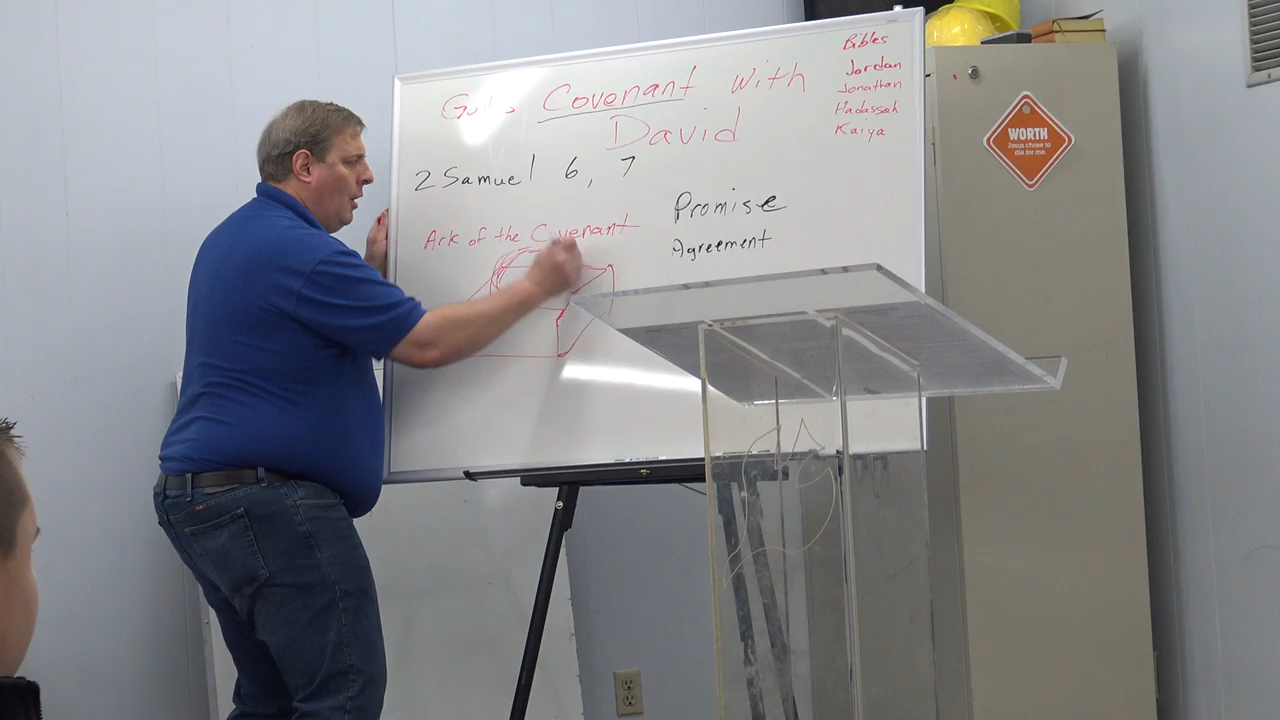 Covenant with
David
2 Samuel 6, 7
Ark of the Covenant
Promise
Agreement
Bibles
Jordan
Jonathan
Hadassah
Kaiya
WORTH
Jesus chose to
die for me